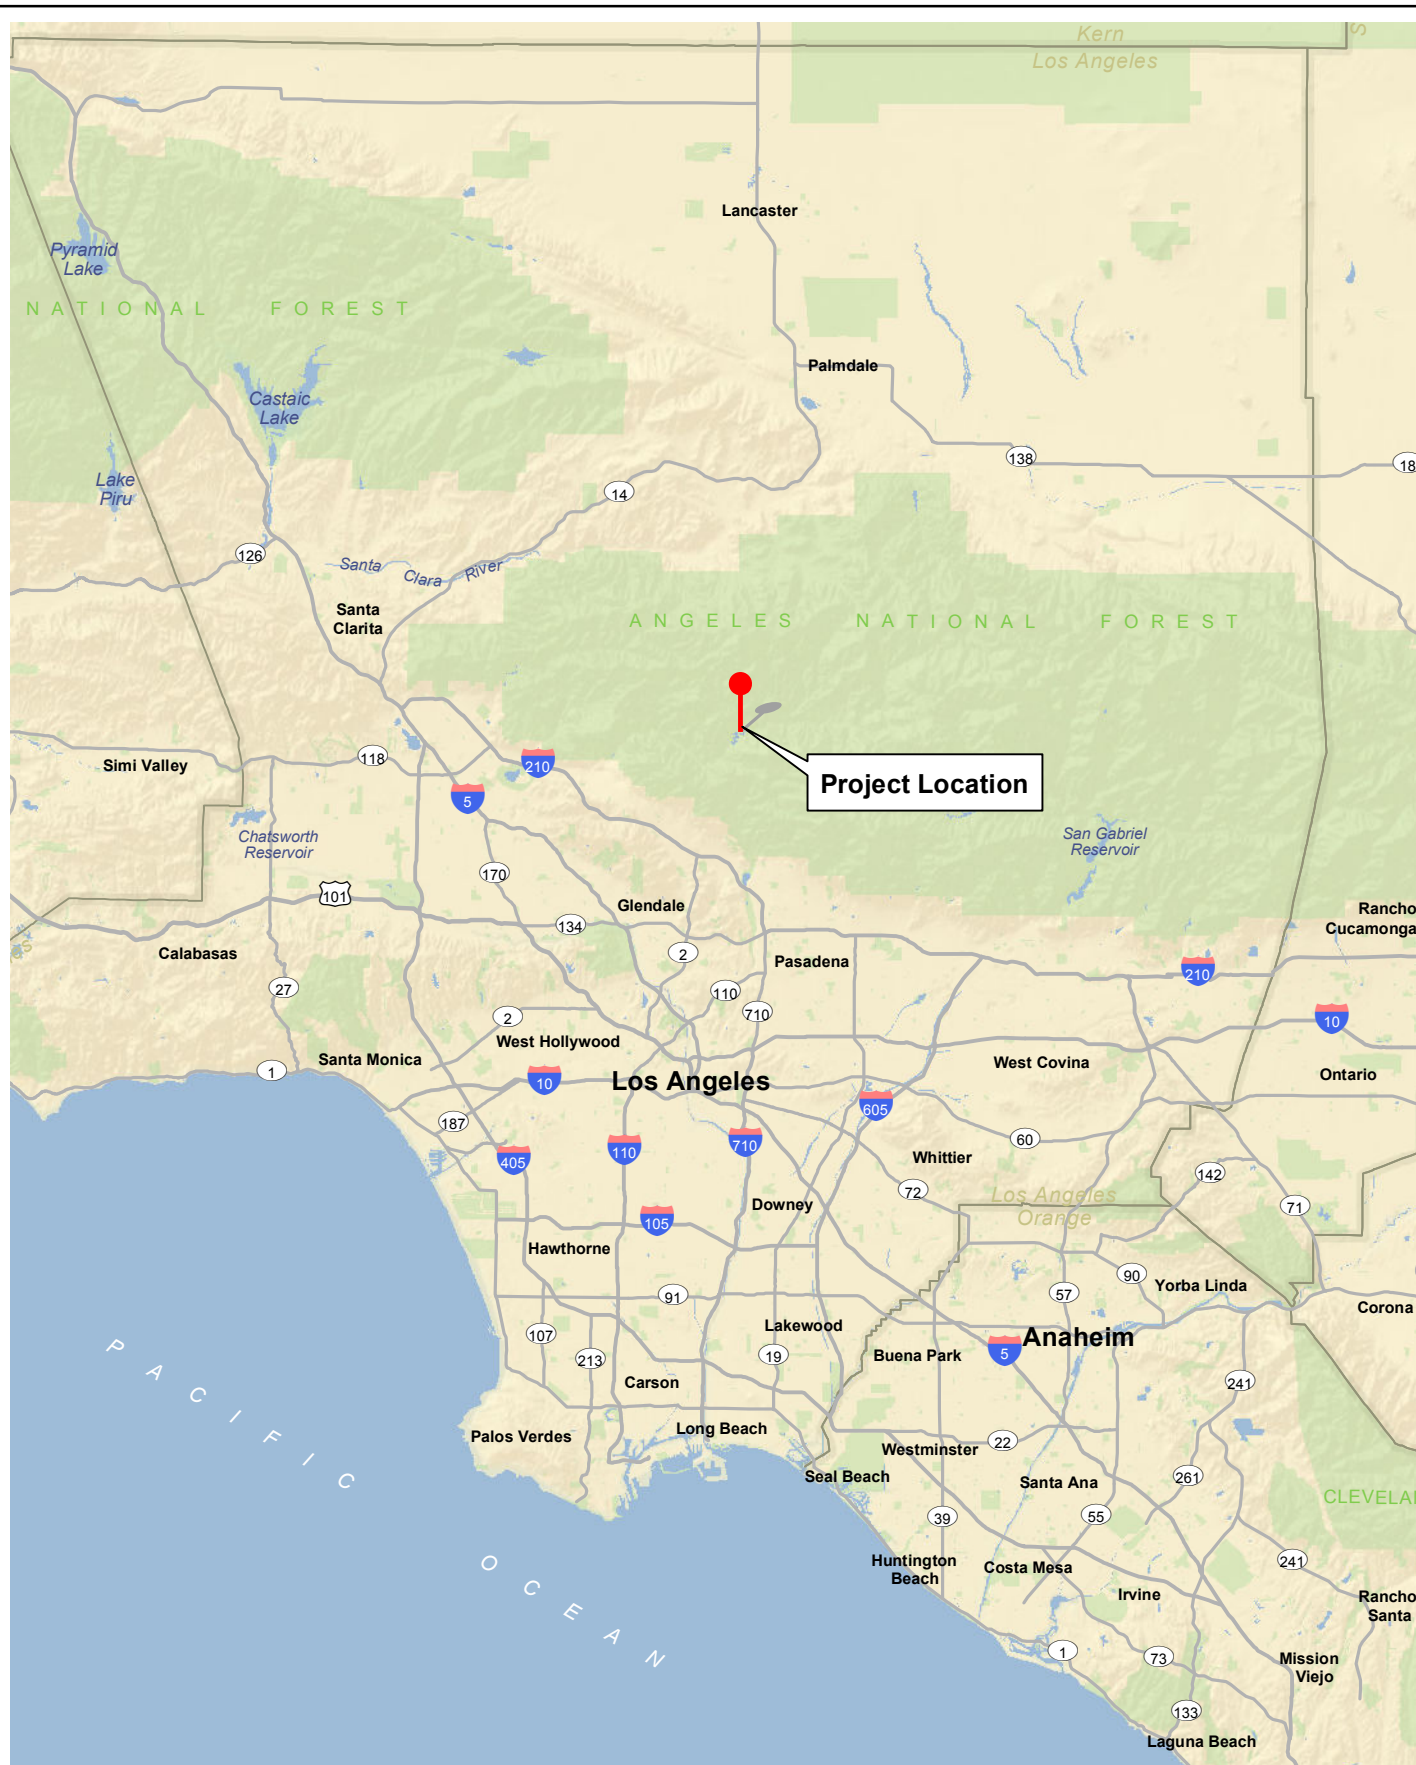 Kern
Los Angeles
Lancaster
Pyramid
Lake
NATIONAL FOREST
Palmdale
Castaic
Lake
138
18
Lake
Piru
14
126
Santa Clara River
Santa
Clarita
ANGELES NATIONAL FOREST
118
Simi Valley
210
Project Location
5
Chatsworth
Reservoir
San Gabriel
Reservoir
170
101
Glendale
Rancho
Cucamonga
134
Calabasas
2
Pasadena
210
27
110
710
2
10
West Hollywood
Santa Monica
1
West Covina
10
Los Angeles
Ontario
605
187
60
405
110
710
Whittier
142
72
Los Angeles
Orange
Downey
71
105
Hawthorne
90
Yorba Linda
91
57
Corona
107
Lakewood
Anaheim
213
19
Buena Park
5
Carson
241
PACIFIC
Palos Verdes
Long Beach
Westminster
22
Seal Beach
Santa Ana
261
CLEVELA
39
55
OCEAN
Huntington
Beach
Costa Mesa
241
Irvine
Rancho
Santa
1
73
Mission
Viejo
133
Laguna Beach